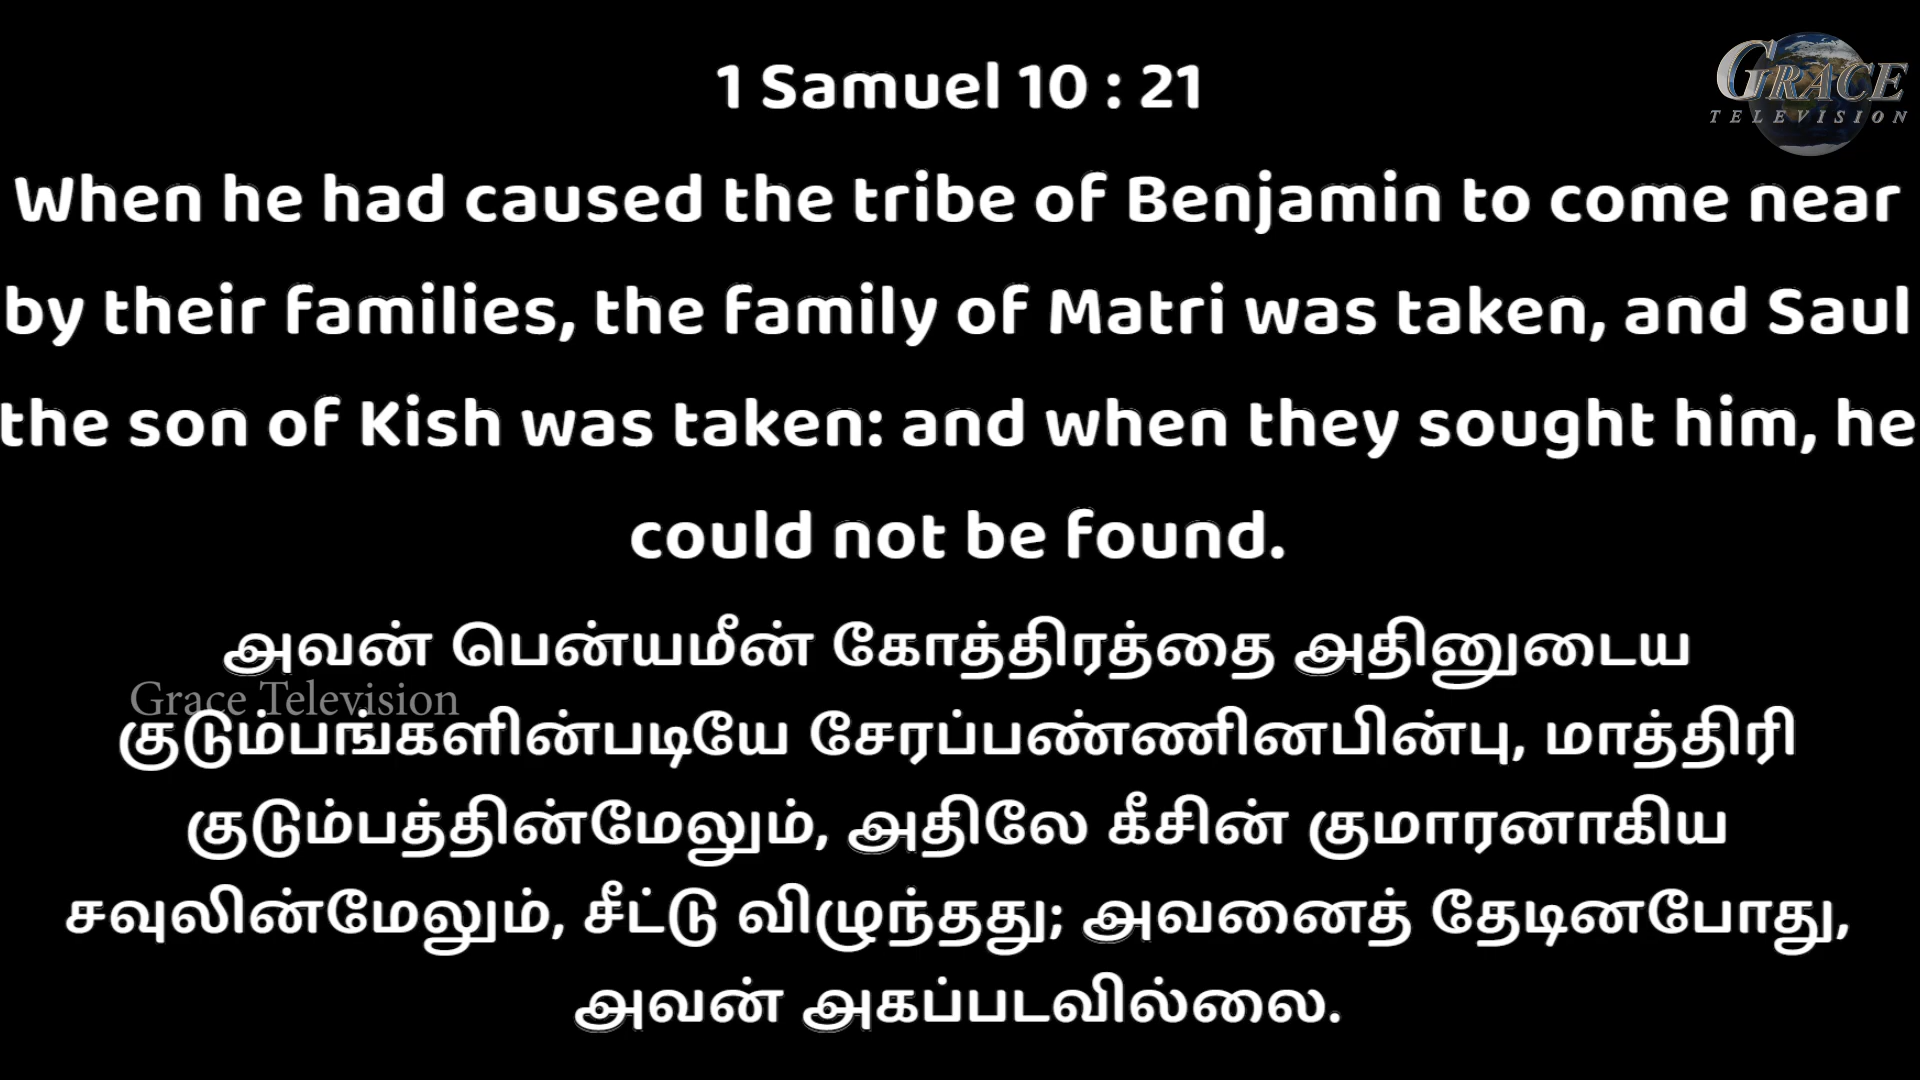 1 Samuel 10 : 21
GRACE
TELEVISION
When he had caused the tribe of Benjamin to come near
by their families, the family of Matri was taken, and Saul
the son of Kish was taken: and when they sought him, he
could not be found.
அவன் பென்யமீன் கோத்திரத்தை அதினுடைய
Grace Television
குடும்பங்களின்படியே சேரப்பண்ணினபின்பு, மாத்திரி
குடும்பத்தின்மேலும், அதிலே கீசின் குமாரனாகிய
சவுலின்மேலும், சீட்டு விழுந்தது; அவனைத் தேடினபோது,
அவன் அகப்படவில்லை.